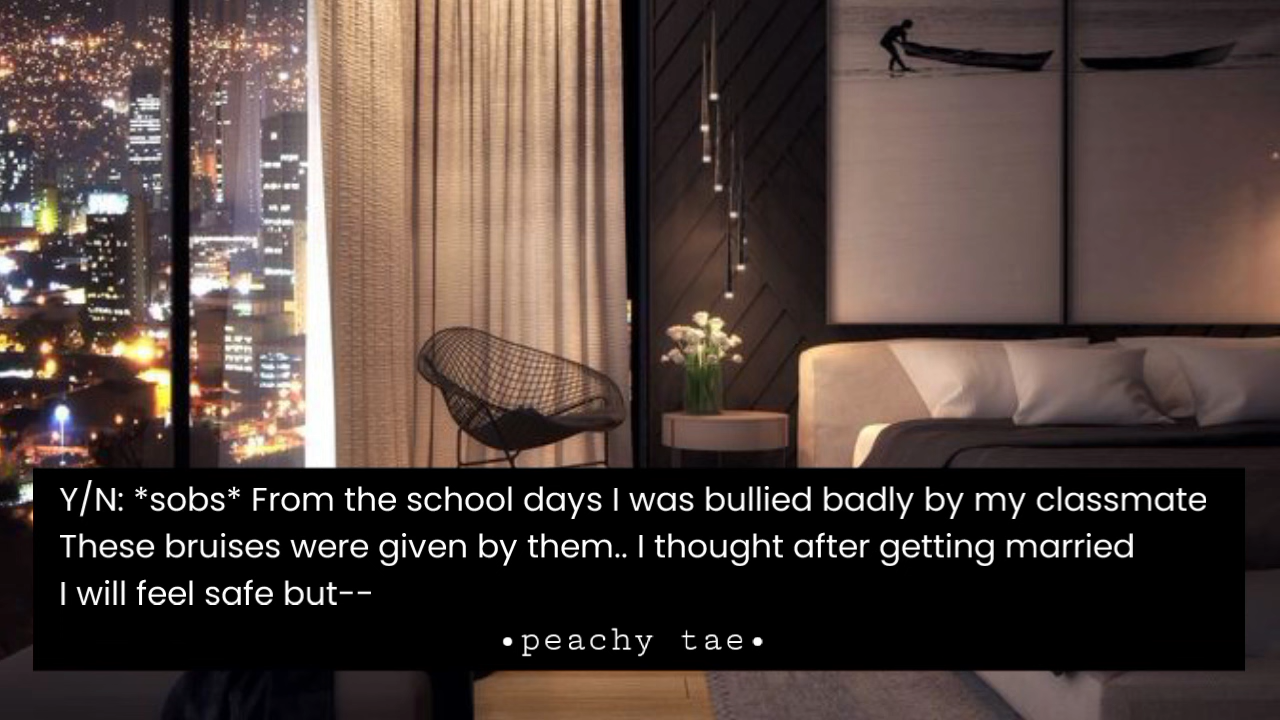 Y/N: *sobs* From the school days I was bullied badly by my classmate
These bruises were given by them.. I thought after getting married
I will feel safe but--
•peachy tae•